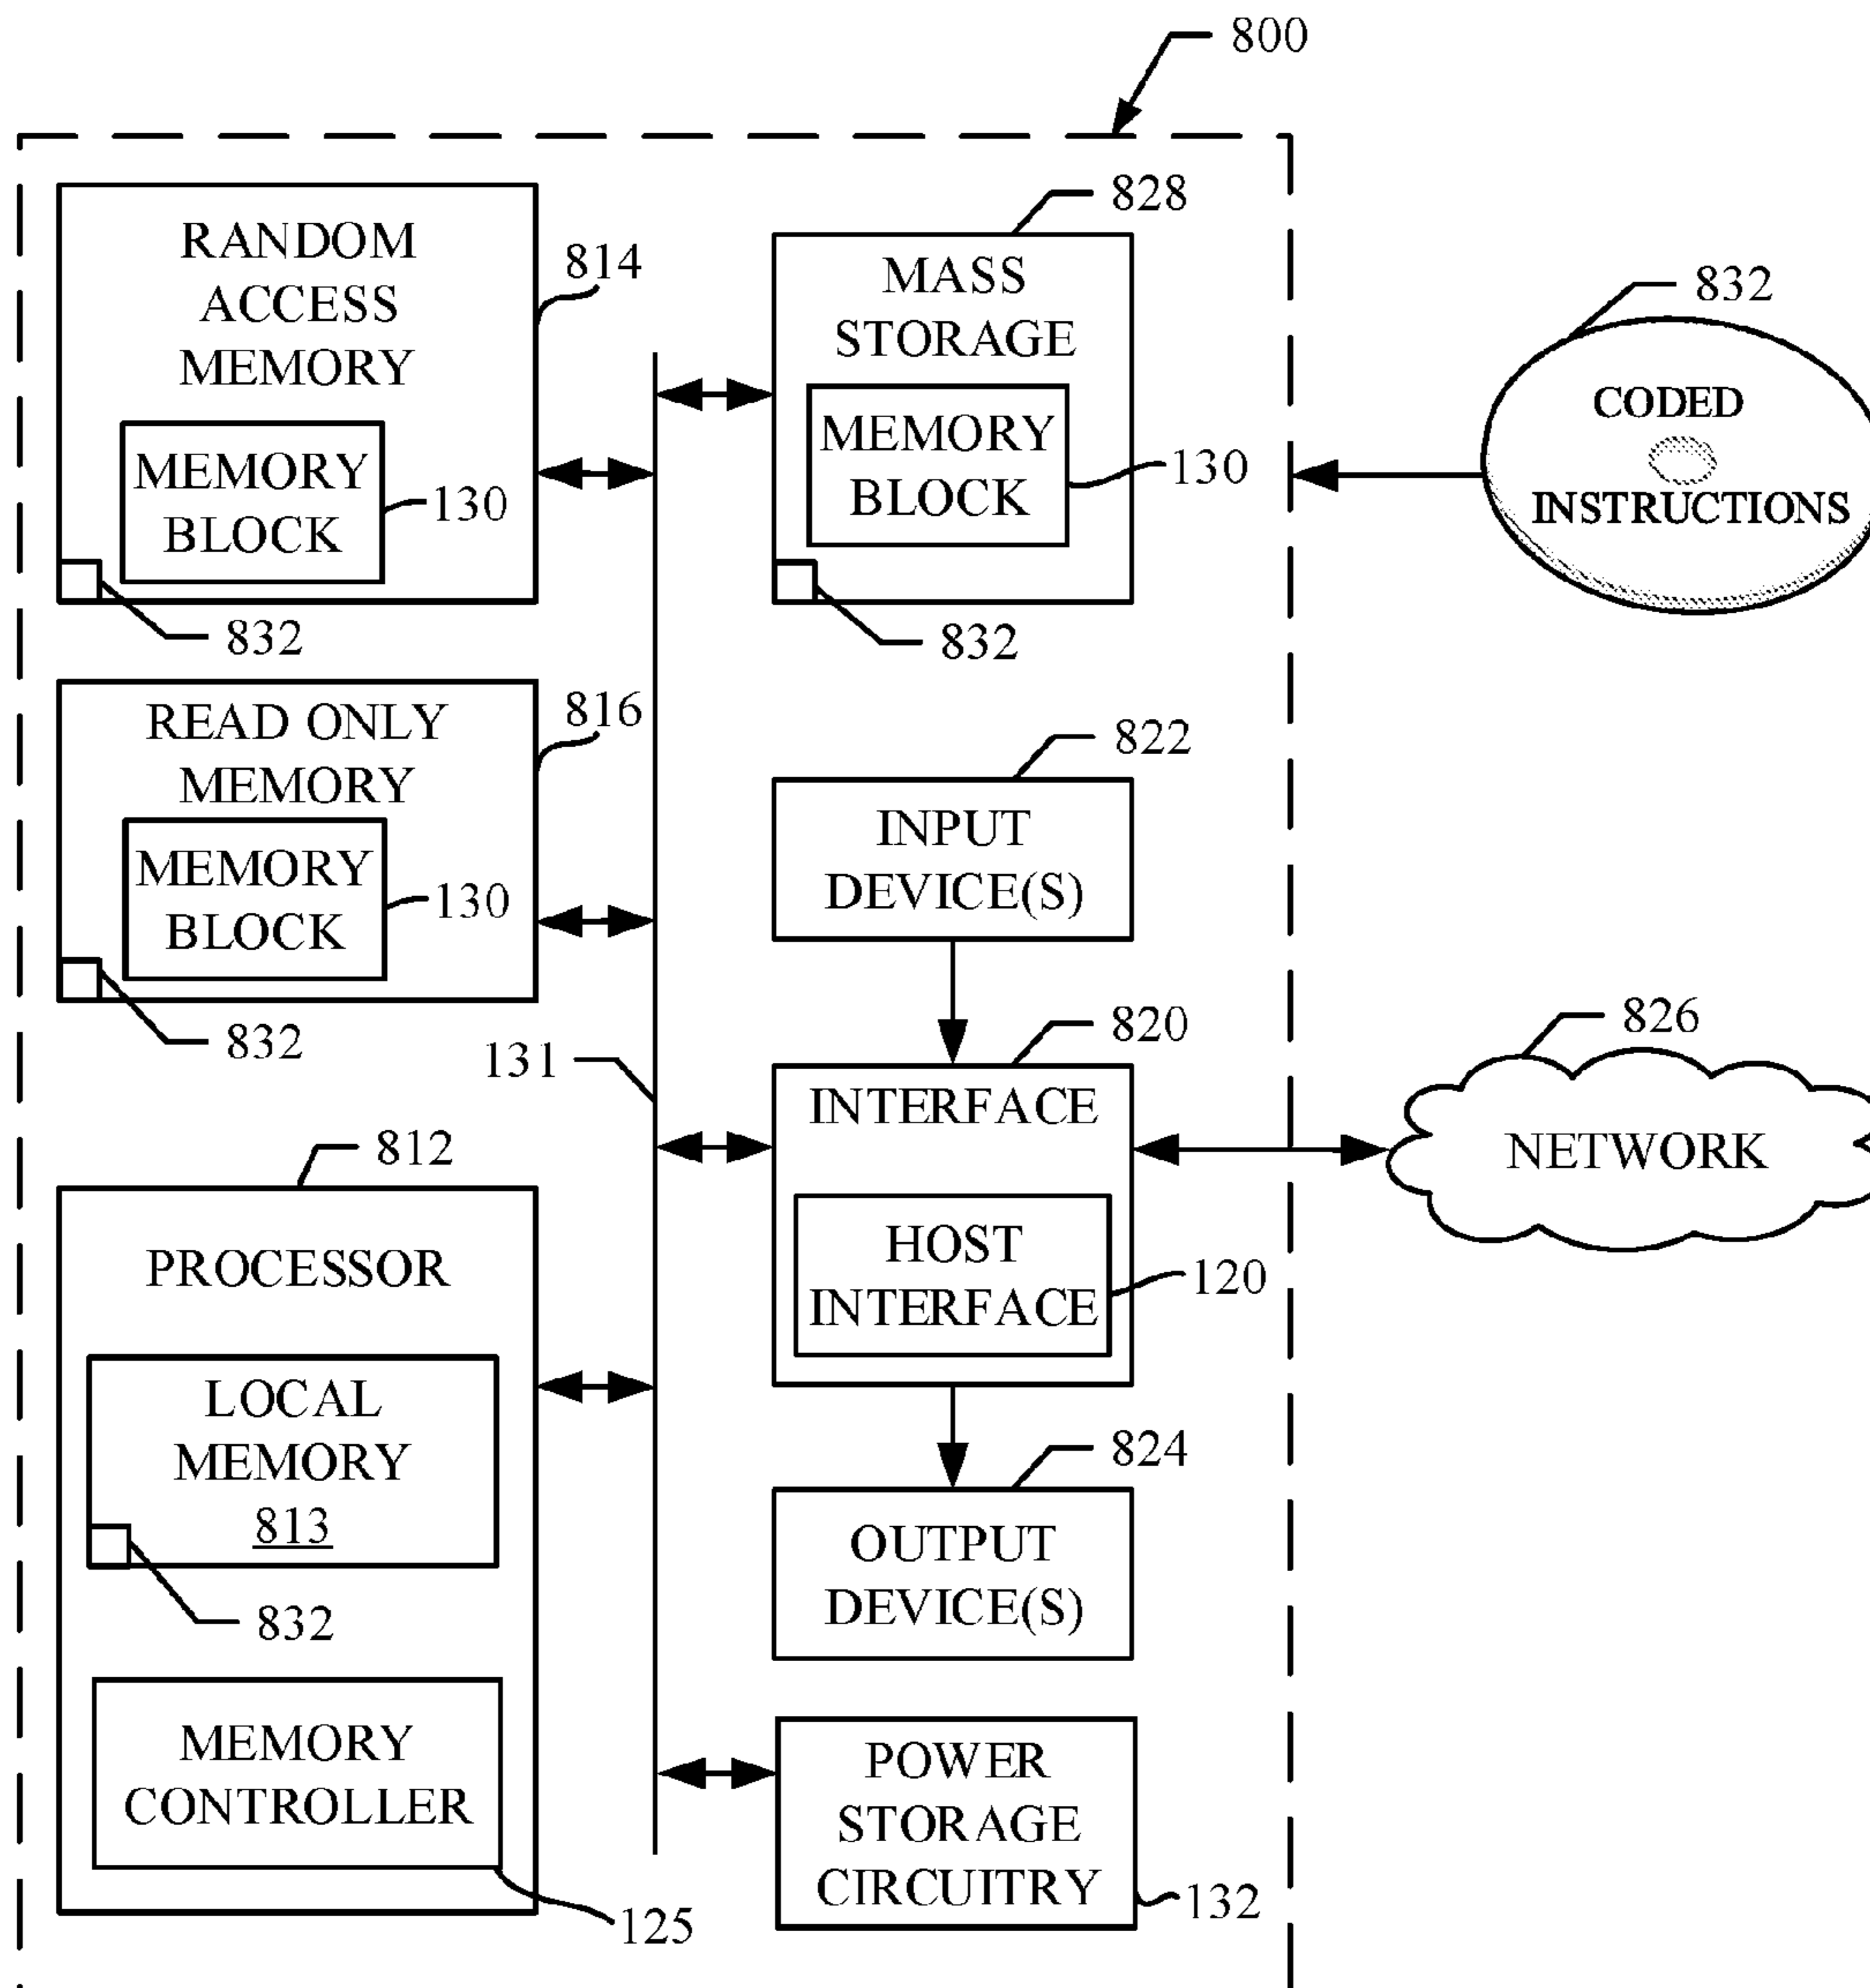 800
RANDOM
ACCESS
MEMORY
814
MEMORY
BLOCK
130
832
828
MASS
STORAGE
MEMORY
BLOCK
130
832
832
CODED
INSTRUCTIONS
READ ONLY
MEMORY
816
MEMORY
BLOCK
130
832
822
INPUT
DEVICE(S)
131
820
INTERFACE
HOST
INTERFACE
120
826
NETWORK
812
PROCESSOR
LOCAL
MEMORY
813
832
MEMORY
CONTROLLER
125
824
OUTPUT
DEVICE(S)
POWER
STORAGE
CIRCUITRY
132